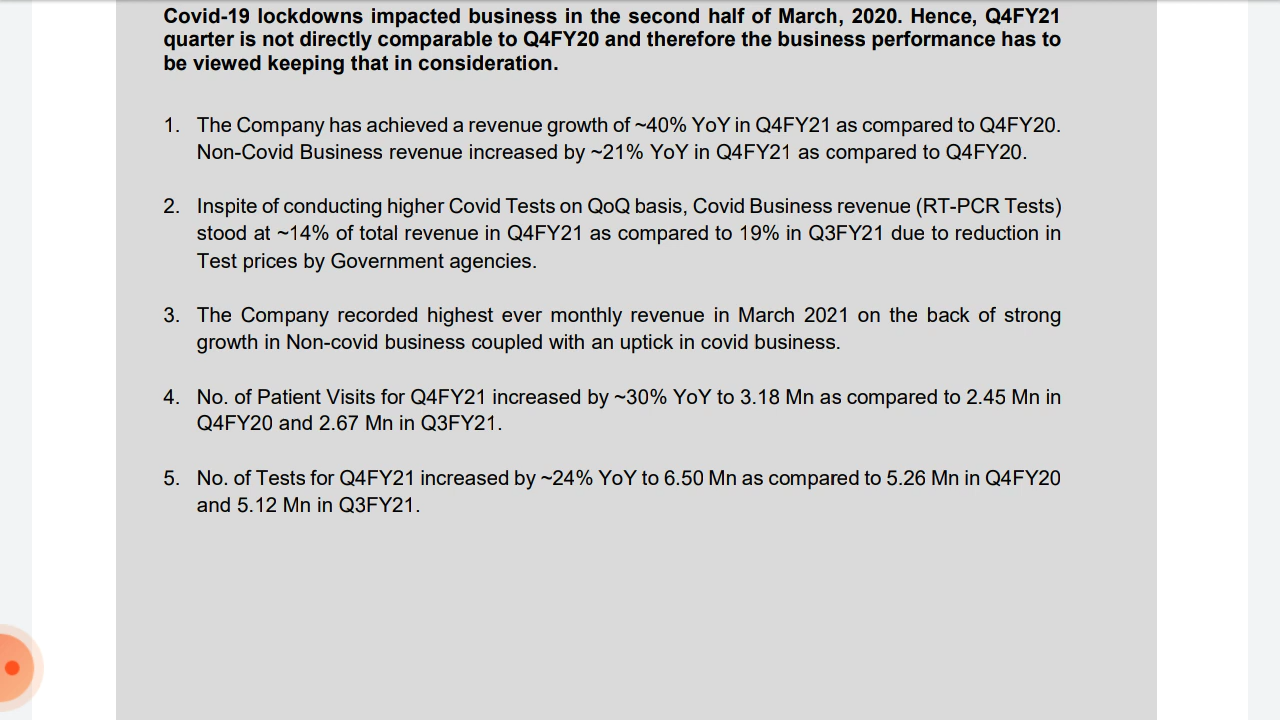 Covid-19 lockdowns impacted business in the second half of March, 2020. Hence, Q4FY21
quarter is not directly comparable to Q4FY20 and therefore the business performance has to
be viewed keeping that in consideration.
1. The Company has achieved a revenue growth of ~40% YoY in Q4FY21 as compared to Q4FY20.
Non-Covid Business revenue increased by ~21% YoY in Q4FY21 as compared to Q4FY20.
2. Inspite of conducting higher Covid Tests on QoQ basis, Covid Business revenue (RT-PCR Tests)
stood at ~14% of total revenue in Q4FY21 as compared to 19% in Q3FY21 due to reduction in
Test prices by Government agencies.
3. The Company recorded highest ever monthly revenue in March 2021 on the back of strong
growth in Non-covid business coupled with an uptick in covid business.
4. No. of Patient Visits for Q4FY21 increased by ~30% YoY to 3.18 Mn as compared to 2.45 Mn in
Q4FY20 and 2.67 Mn in Q3FY21.
5. No. of Tests for Q4FY21 increased by ~24% YoY to 6.50 Mn as compared to 5.26 Mn in Q4FY20
and 5.12 Mn in Q3FY21.